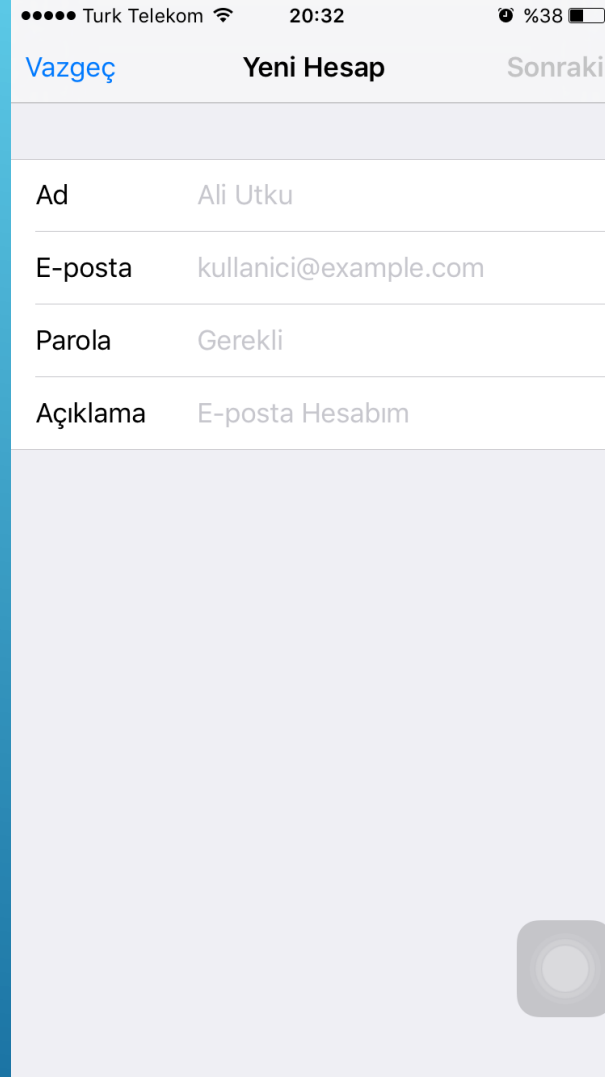 Turk Telekom 20:32 %38
Vazgeç Yeni Hesap Sonraki
Ad Ali Utku
E-posta kullanici@example.com
Parola Gerekli
Açıklama E-posta Hesabım